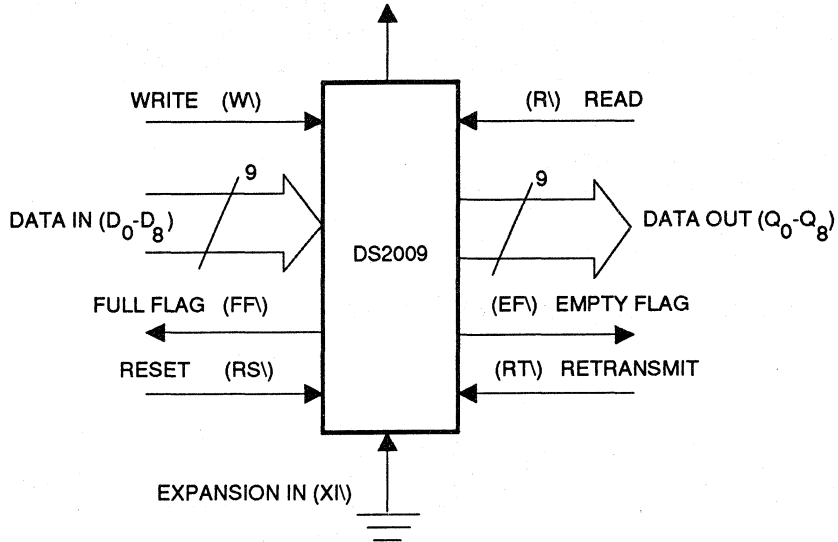 WRITE (W\) (R\) READ
9 9
DATA IN (D0-D8) DS2009 DATA OUT (Q0-Q8)
FULL FLAG (FF\) (EF\) EMPTY FLAG
RESET (RS\) (RT\) RETRANSMIT
EXPANSION IN (XI\)